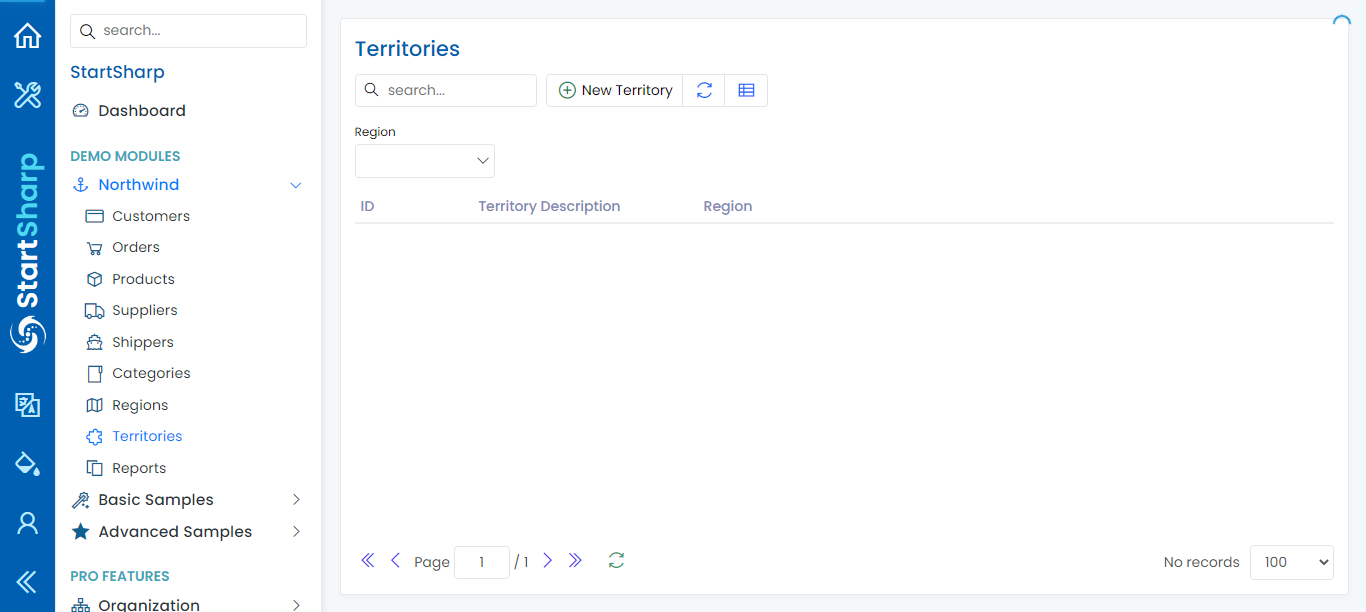 StartSharp
search...
StartSharp
Dashboard
DEMO MODULES
Northwind
Customers
Orders
Products
Suppliers
Shippers
Categories
Regions
Territories
Reports
Basic Samples
Advanced Samples
PRO FEATURES
Organization
Territories
search... New Territory
Region
ID Territory Description Region
Page 1 / 1 No records 100